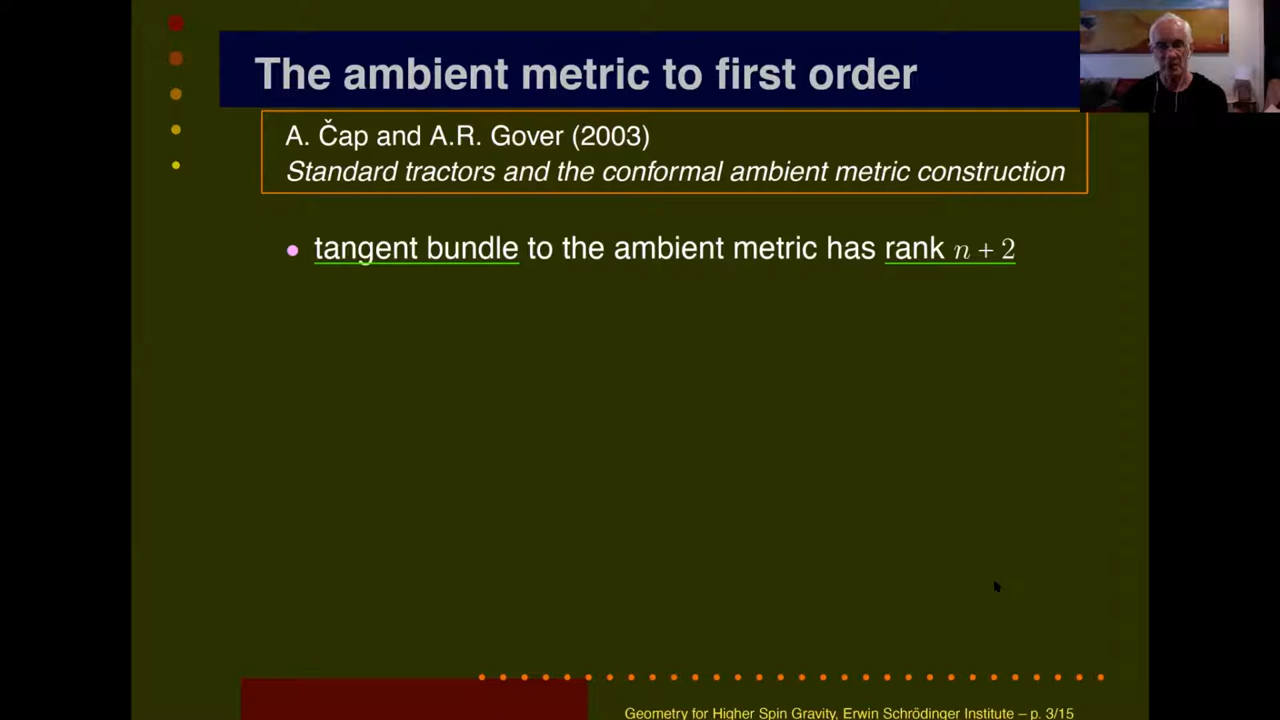 The ambient metric to first order
A. Čap and A.R. Gover (2003)
Standard tractors and the conformal ambient metric construction
• tangent bundle to the ambient metric has rank n + 2
Geometry for Higher Spin Gravity, Erwin Schrödinger Institute – p. 3/15